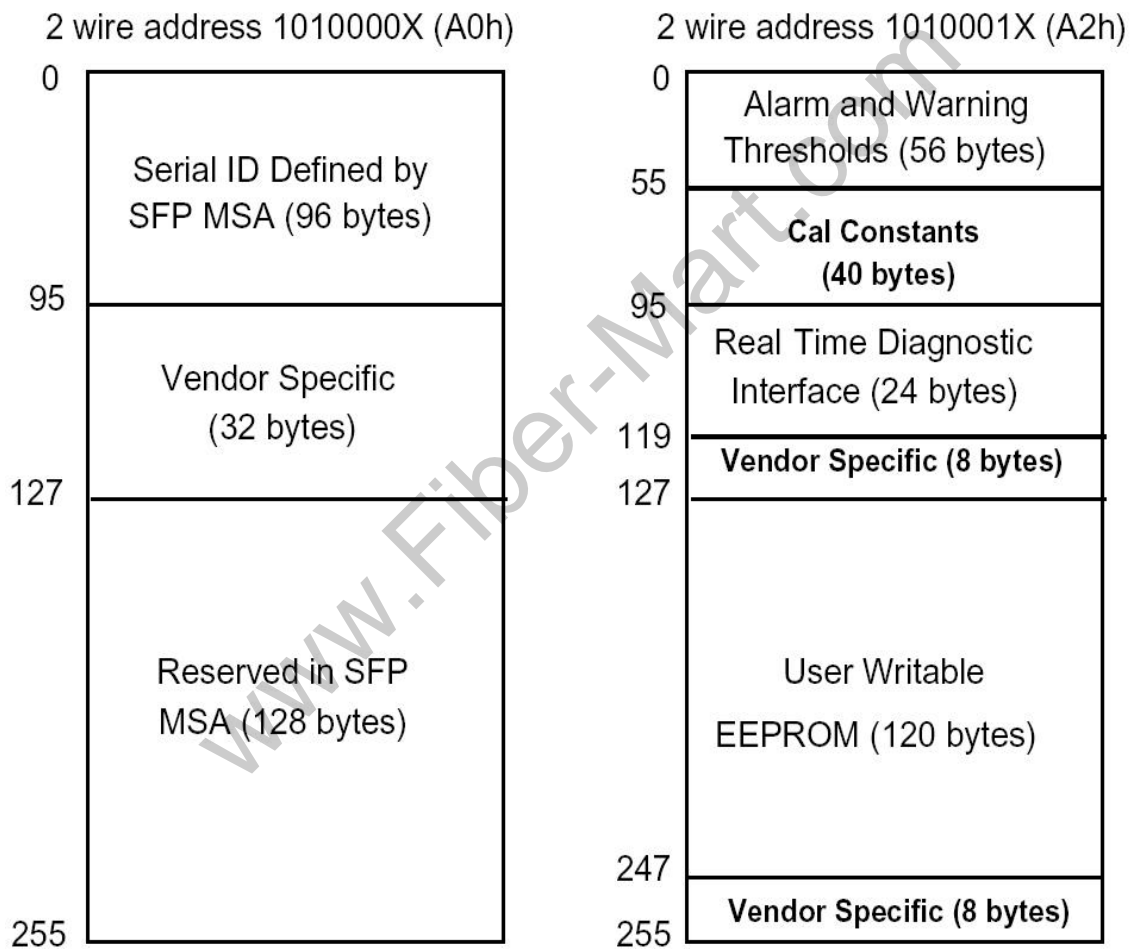 2 wire address 1010000X (A0h)
0
Serial ID Defined by
SFP MSA (96 bytes)
95
Vendor Specific
(32 bytes)
127
Reserved in SFP
MSA (128 bytes)
255
2 wire address 1010001X (A2h)
0
Alarm and Warning
Thresholds (56 bytes)
55
Cal Constants
(40 bytes)
95
Real Time Diagnostic
Interface (24 bytes)
119
Vendor Specific (8 bytes)
127
User Writable
EEPROM (120 bytes)
247
Vendor Specific (8 bytes)
255
www.Fiber-Mart.com